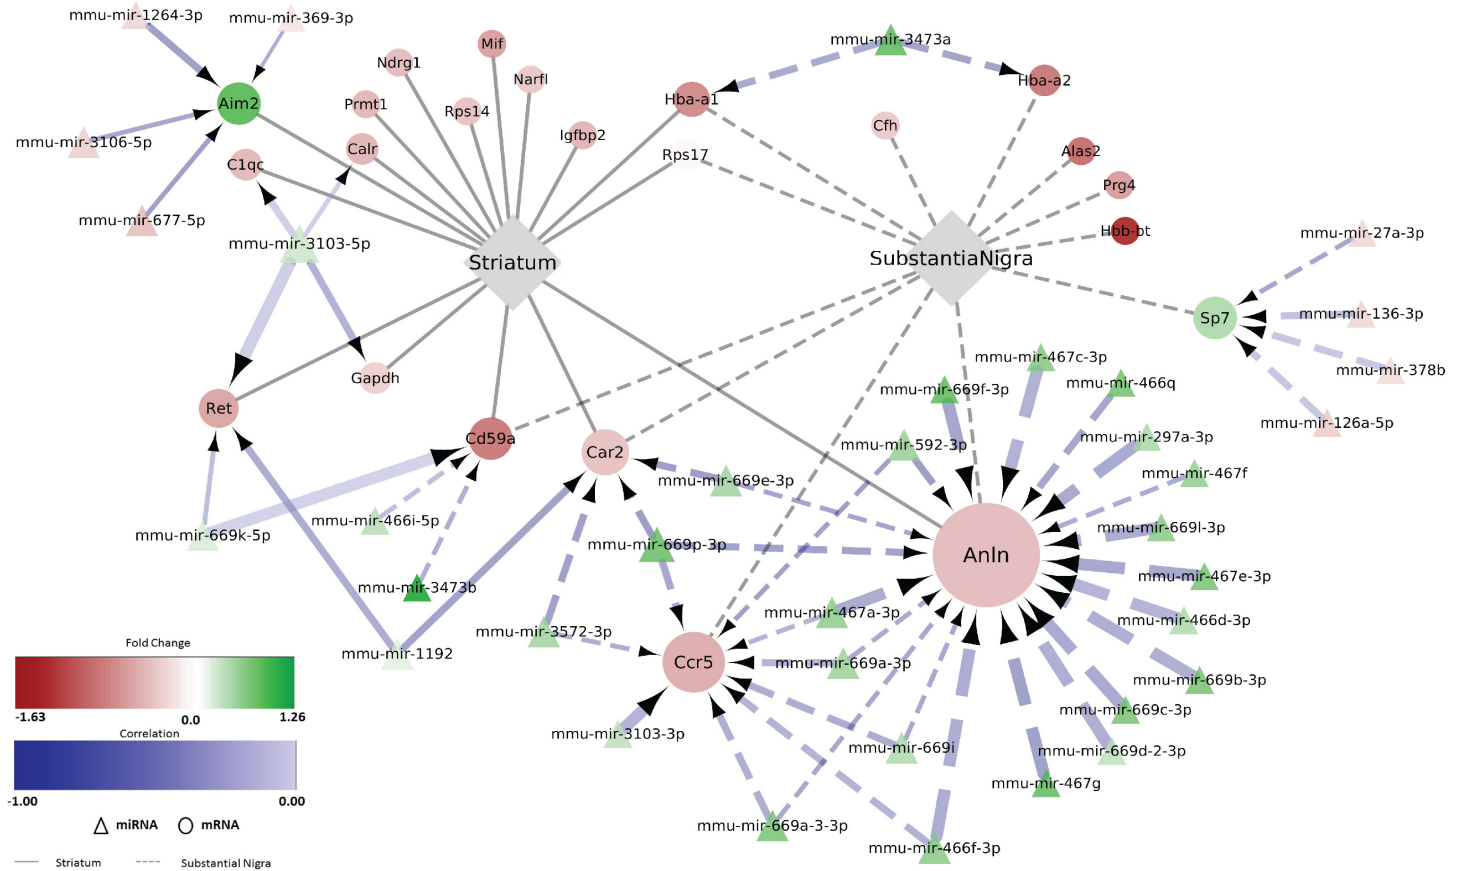 mmu-mir-1264-3p
mmu-mir-369-3p
Mif
mmu-mir-3473a
Ndrg1
Narfl
Hba-a2
Aim2
Prmt1
Rps14
Hba-a1
Cfh
mmu-mir-3106-5p
Calr
Igfbp2
Rps17
Alas2
C1qc
Prg4
mmu-mir-677-5p
mmu-mir-3103-5p
Hbb-bt
mmu-mir-27a-3p
Striatum
SubstantiaNigra
Sp7
mmu-mir-136-3p
mmu-mir-467c-3p
mmu-mir-378b
Gapdh
mmu-mir-669f-3p
mmu-mir-466q
Ret
mmu-mir-126a-5p
Cd59a
Car2
mmu-mir-592-3p
mmu-mir-297a-3p
mmu-mir-669e-3p
mmu-mir-467f
mmu-mir-466i-5p
mmu-mir-669k-5p
mmu-mir-669l-3p
mmu-mir-669p-3p
Anln
mmu-mir-467e-3p
mmu-mir-3473b
mmu-mir-467a-3p
mmu-mir-466d-3p
mmu-mir-3572-3p
mmu-mir-1192
Ccr5
mmu-mir-669a-3p
mmu-mir-669b-3p
mmu-mir-669c-3p
mmu-mir-3103-3p
mmu-mir-669i
mmu-mir-669d-2-3p
mmu-mir-467g
mmu-mir-669a-3-3p
mmu-mir-466f-3p
Fold Change
-1.63
0.0
1.26
Correlation
-1.00
0.00
miRNA
mRNA
Striatum
Substantial Nigra